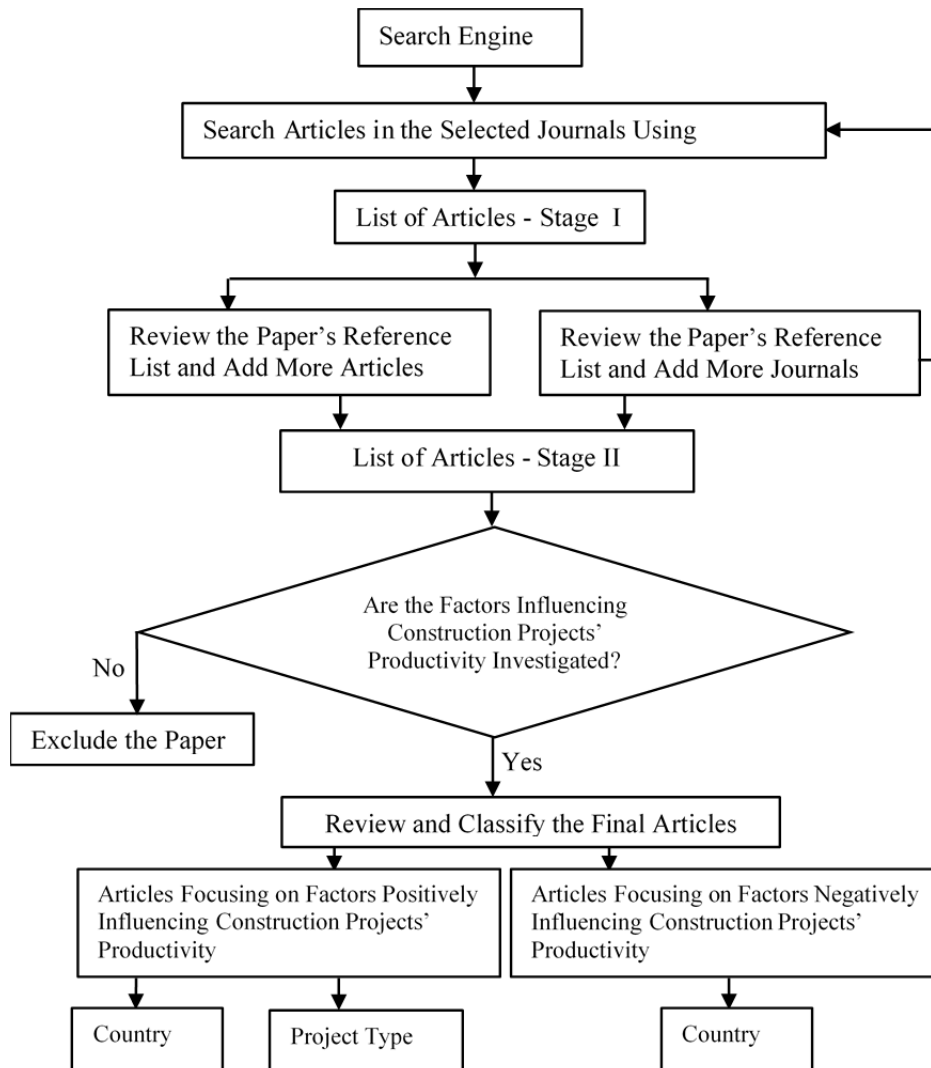 Search Engine
Search Articles in the Selected Journals Using
List of Articles - Stage I
Review the Paper's Reference
List and Add More Articles
Review the Paper's Reference
List and Add More Journals
List of Articles - Stage II
Are the Factors Influencing
Construction Projects'
Productivity Investigated?
No
Exclude the Paper
Yes
Review and Classify the Final Articles
Articles Focusing on Factors Positively
Influencing Construction Projects'
Productivity
Articles Focusing on Factors Negatively
Influencing Construction Projects'
Productivity
Country
Project Type
Country